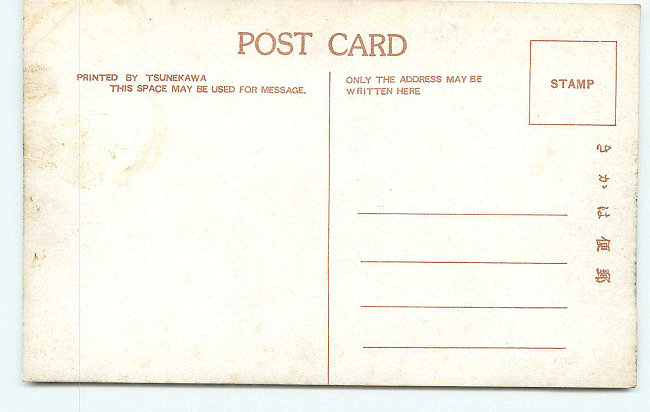 POST CARD
PRINTED BY TSUNEKAWA
THIS SPACE MAY BE USED FOR MESSAGE.
ONLY THE ADDRESS MAY BE
WRITTEN HERE
STAMP
郵便はかき